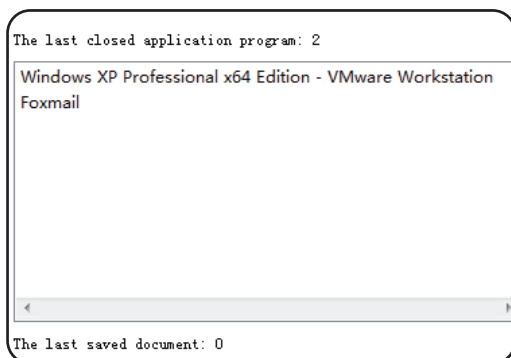 The last closed application program: 2
Windows XP Professional x64 Edition - VMware Workstation
Foxmail
The last saved document: 0